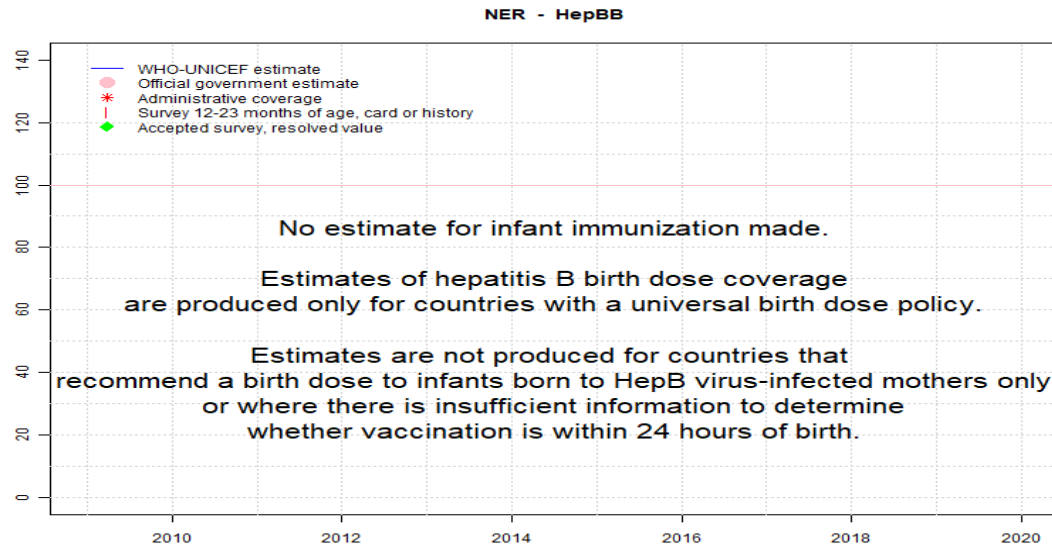 NER - HepBB
WHO-UNICEF estimate
Official government estimate
Administrative coverage
Survey 12-23 months of age, card or history
Accepted survey, resolved value
140
120
100
80
60
40
20
0
No estimate for infant immunization made.
Estimates of hepatitis B birth dose coverage
are produced only for countries with a universal birth dose policy.
Estimates are not produced for countries that
recommend a birth dose to infants born to HepB virus-infected mothers only
or where there is insufficient information to determine
whether vaccination is within 24 hours of birth.
2010 2012 2014 2016 2018 2020